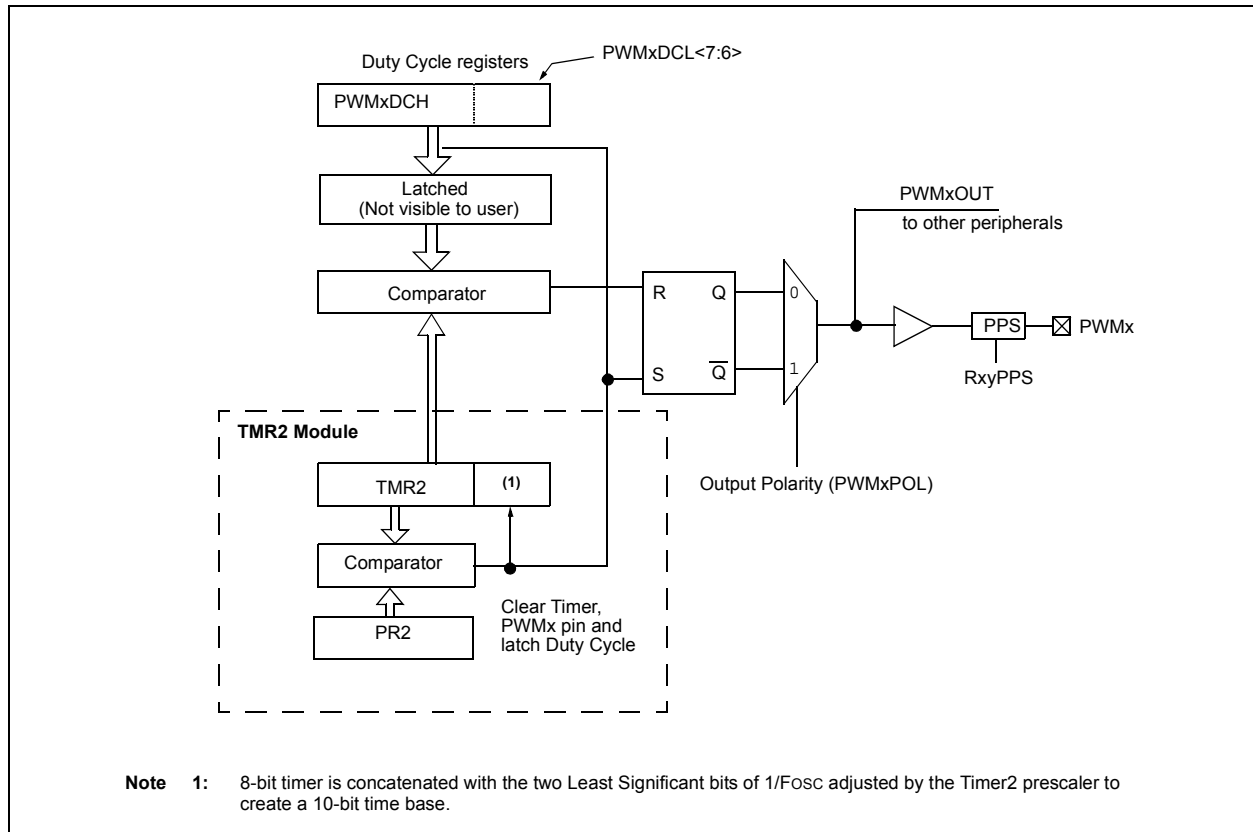 Duty Cycle registers
PWMxDCL<7:6>
PWMxDCH
Latched
(Not visible to user)
Comparator
R
Q
S
Q̅
0
1
PWMxOUT
to other peripherals
PPS
PWMx
RxyPPS
Output Polarity (PWMxPOL)
TMR2 Module
TMR2
(1)
Comparator
PR2
Clear Timer,
PWMx pin and
latch Duty Cycle
Note 1: 8-bit timer is concatenated with the two Least Significant bits of 1/FOSC adjusted by the Timer2 prescaler to
create a 10-bit time base.